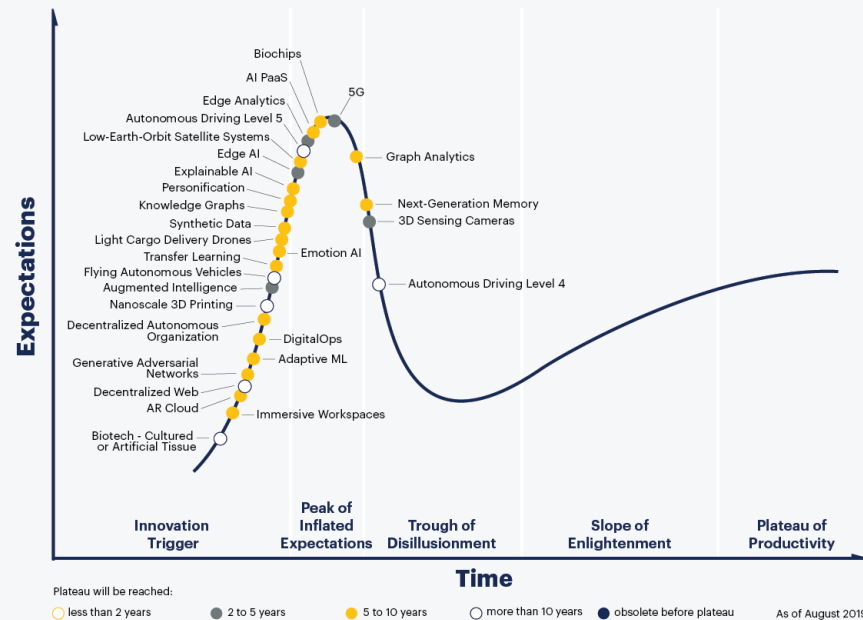 Expectations
Biochips
AI PaaS
5G
Edge Analytics
Autonomous Driving Level 5
Low-Earth-Orbit Satellite Systems
Edge AI
Graph Analytics
Explainable AI
Personification
Knowledge Graphs
Next-Generation Memory
3D Sensing Cameras
Synthetic Data
Light Cargo Delivery Drones
Emotion AI
Transfer Learning
Flying Autonomous Vehicles
Augmented Intelligence
Autonomous Driving Level 4
Nanoscale 3D Printing
Decentralized Autonomous
Organization
DigitalOps
Generative Adversarial
Networks
Adaptive ML
Decentralized Web
AR Cloud
Immersive Workspaces
Biotech - Cultured
or Artificial Tissue
Innovation
Trigger
Peak of
Inflated
Expectations
Trough of
Disillusionment
Slope of
Enlightenment
Plateau of
Productivity
Time
Plateau will be reached:
less than 2 years
2 to 5 years
5 to 10 years
more than 10 years
obsolete before plateau
As of August 2019